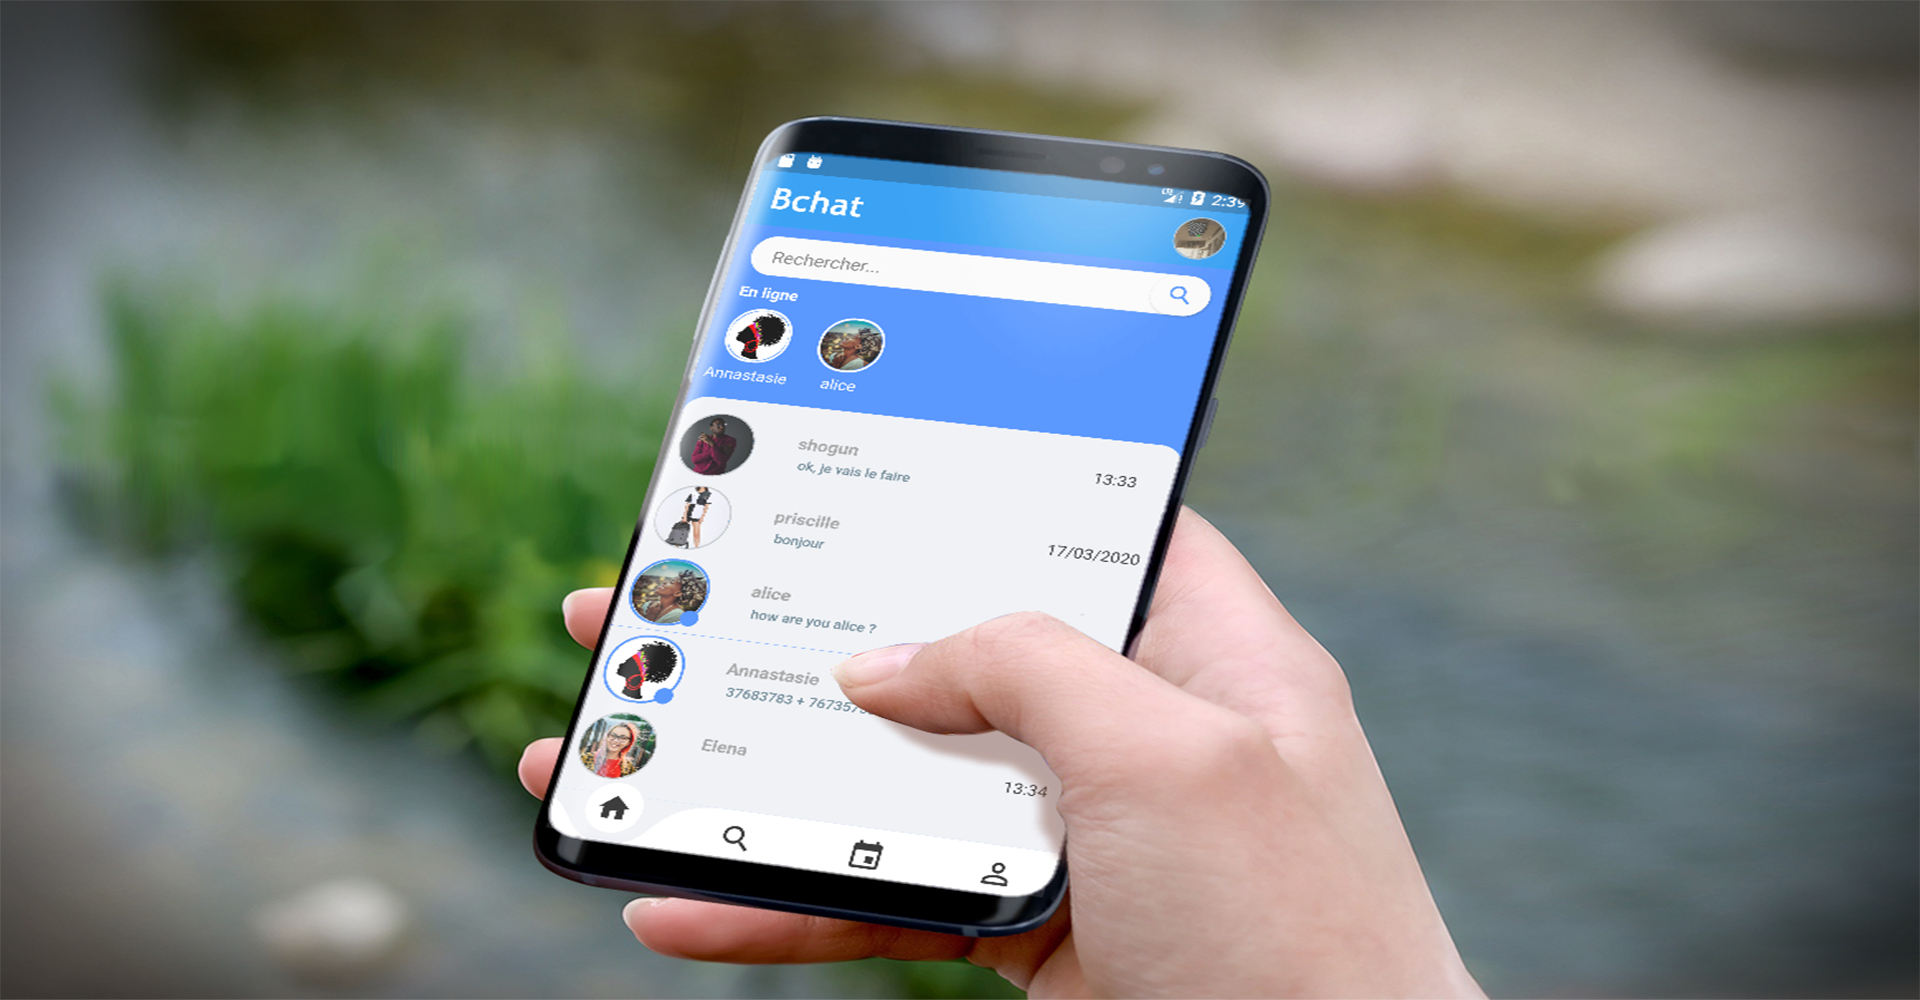 2:39
Bchat
Rechercher...
En ligne
Annastasie
alice
shogun
ok, je vais le faire
13:33
priscille
bonjour
17/03/2020
alice
how are you alice ?
Annastasie
37683783 + 767357
Elena
13:34